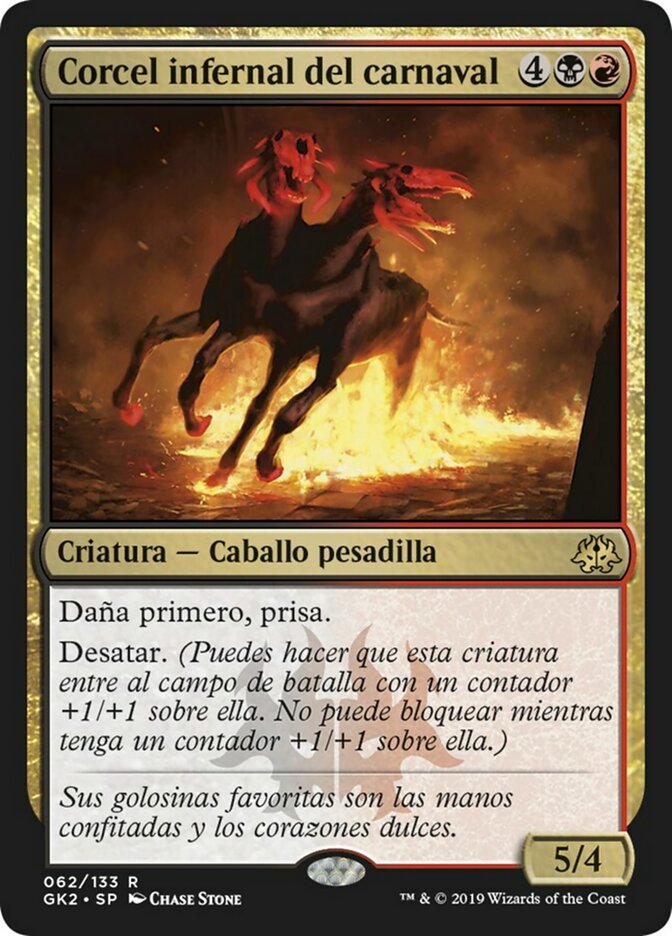 Corcel infernal del carnaval 4
Criatura — Caballo pesadilla
Daña primero, prisa.
Desatar. (Puedes hacer que esta criatura
entre al campo de batalla con un contador
+1/+1 sobre ella. No puede bloquear mientras
tenga un contador +1/+1 sobre ella.)
Sus golosinas favoritas son las manos
confitadas y los corazones dulces.
5/4
062/133 R
GK2 • SP Chase Stone
™ & © 2019 Wizards of the Coast